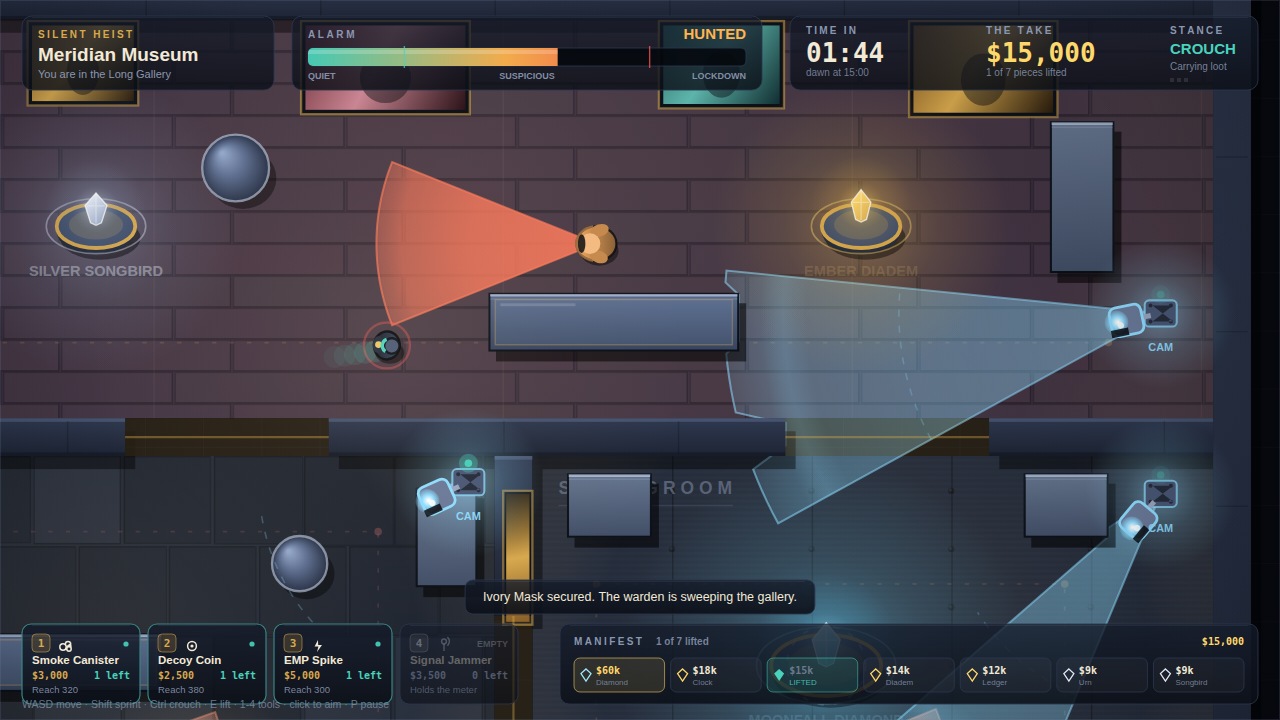 SILENT HEIST
Meridian Museum
You are in the Long Gallery
ALARM
HUNTED
QUIET
SUSPICIOUS
LOCKDOWN
TIME IN
01:44
dawn at 15:00
THE TAKE
$15,000
1 of 7 pieces lifted
STANCE
CROUCH
Carrying loot
SILVER SONGBIRD
EMBER DIADEM
CAM
CAM
CAM
ROOM
Ivory Mask secured. The warden is sweeping the gallery.
1
Smoke Canister
$3,000 1 left
Reach 320
2
Decoy Coin
$2,500 1 left
Reach 380
3
EMP Spike
$5,000 1 left
Reach 300
4
EMPTY
Signal Jammer
$3,500 0 left
Holds the meter
WASD move · Shift sprint · Ctrl crouch · E lift · 1-4 tools · click to aim · P pause
MANIFEST 1 of 7 lifted
$15,000
$60k
Diamond
$18k
Clock
$15k
LIFTED
$14k
Diadem
$12k
Ledger
$9k
Urn
$9k
Songbird
MOONFALL DIAMOND